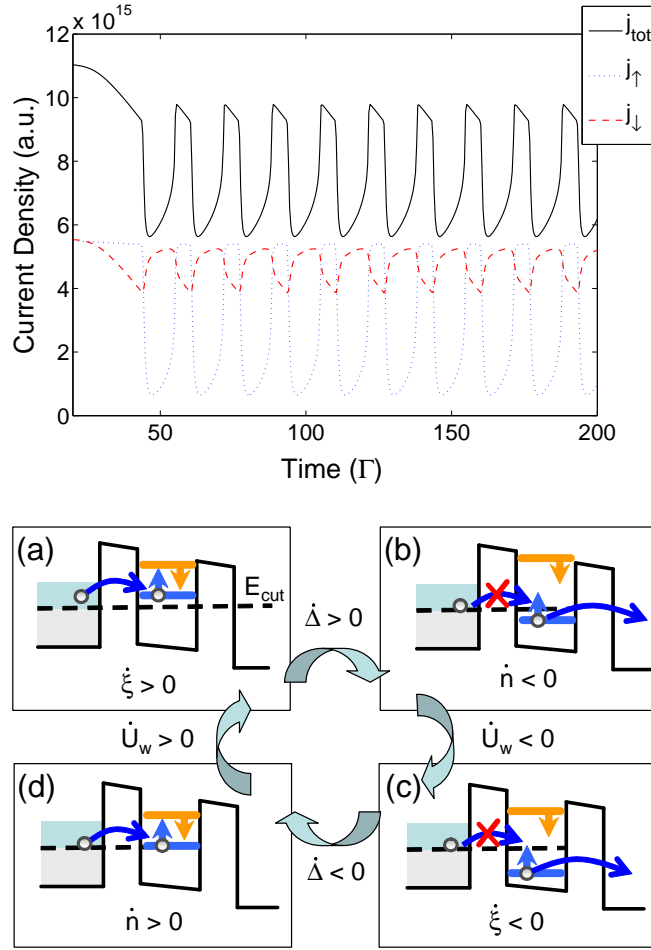 x 10^15
12
10
8
6
4
2
0
Current Density (a.u.)
50
100
150
200
Time (Γ)
j_tot
j_↑
j_↓
(a)
E_cut
ξ̇ > 0
Δ̇ > 0
(b)
ṅ < 0
U̇_w > 0
U̇_w < 0
(d)
ṅ > 0
Δ̇ < 0
(c)
ξ̇ < 0